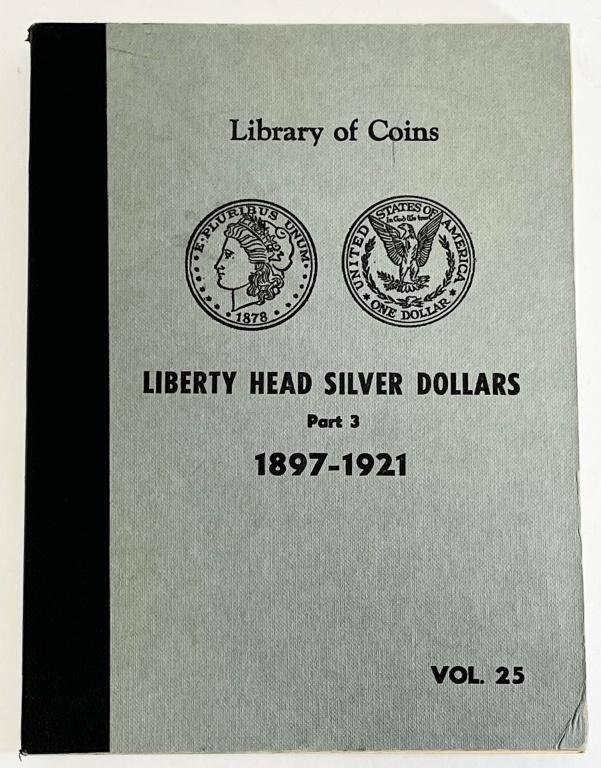 Library of Coins
E·PLURIBUS UNUM·
1878
UNITED STATES OF AMERICA
In God We trust
ONE DOLLAR
LIBERTY HEAD SILVER DOLLARS
Part 3
1897-1921
VOL. 25